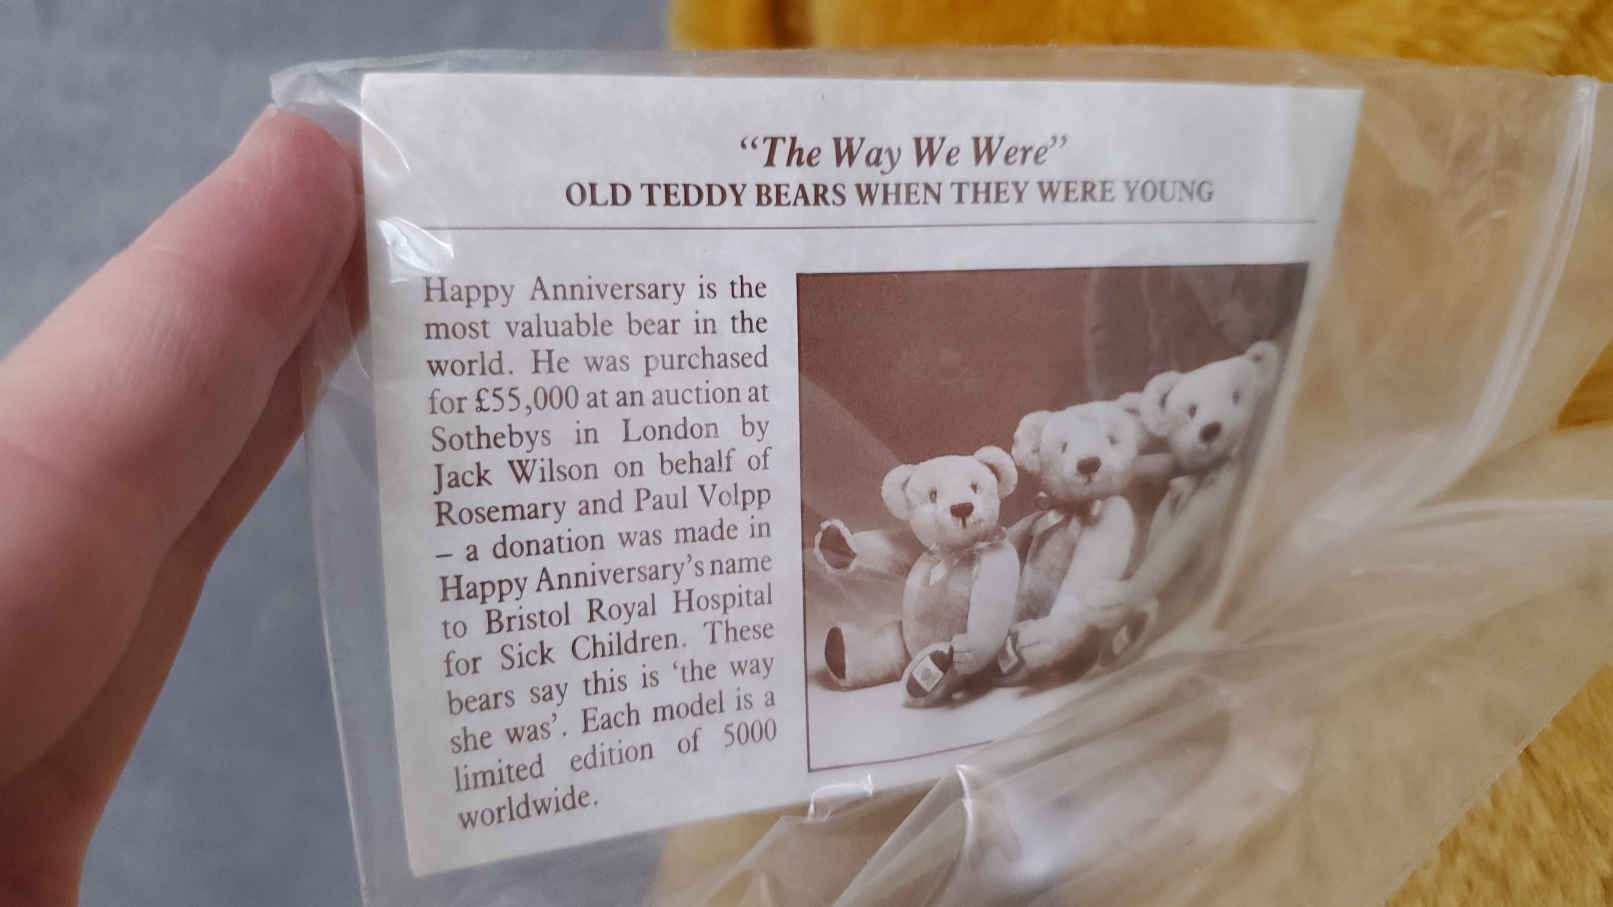 “The Way We Were”
OLD TEDDY BEARS WHEN THEY WERE YOUNG
Happy Anniversary is the
most valuable bear in the
world. He was purchased
for £55,000 at an auction at
Sothebys in London by
Jack Wilson on behalf of
Rosemary and Paul Volpp
– a donation was made in
Happy Anniversary’s name
to Bristol Royal Hospital
for Sick Children. These
bears say this is ‘the way
she was’. Each model is a
limited edition of 5000
worldwide.